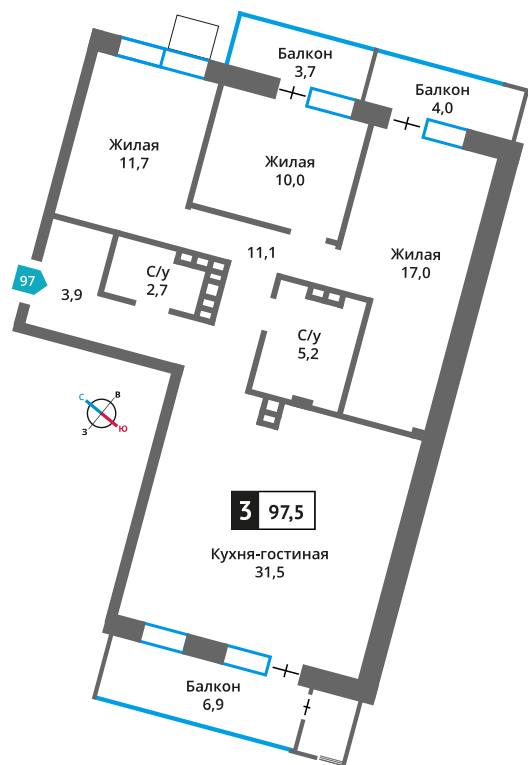 Балкон
3,7
Балкон
4,0
Жилая
11,7
Жилая
10,0
Жилая
17,0
11,1
97
3,9
С/у
2,7
С/у
5,2
С
В
З
Ю
3 97,5
Кухня-гостиная
31,5
Балкон
6,9